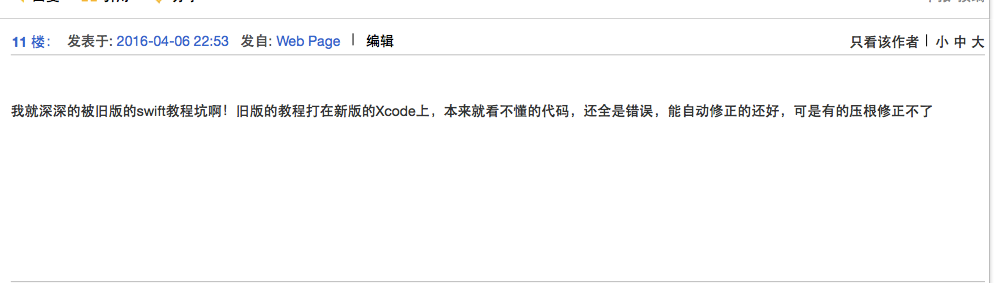 11 楼： 发表于: 2016-04-06 22:53 发自: Web Page | 编辑 只看该作者 | 小 中 大
我就深深的被旧版的swift教程坑啊！旧版的教程打在新版的Xcode上，本来就看不懂的代码，还全是错误，能自动修正的还好，可是有的压根修正不了